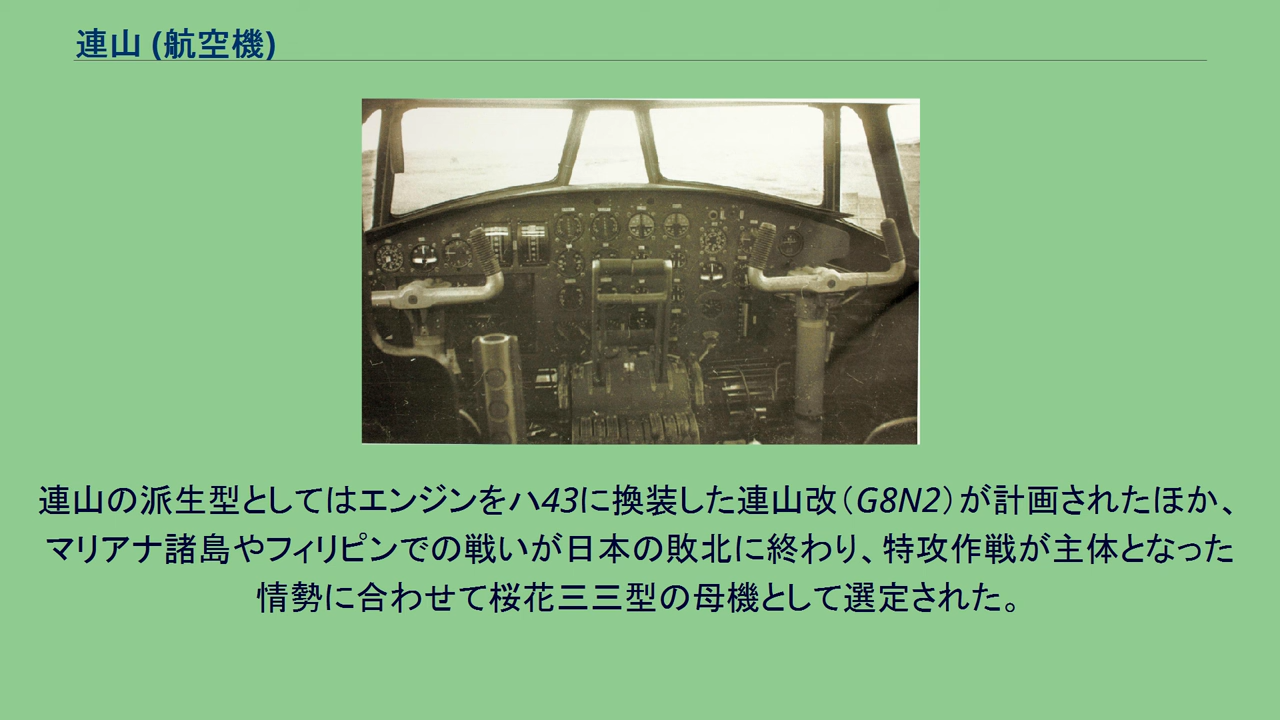 連山 (航空機)
連山の派生型としてはエンジンをハ43に換装した連山改（G8N2）が計画されたほか、
マリアナ諸島やフィリピンでの戦いが日本の敗北に終わり、特攻作戦が主体となった
情勢に合わせて桜花三三型の母機として選定された。